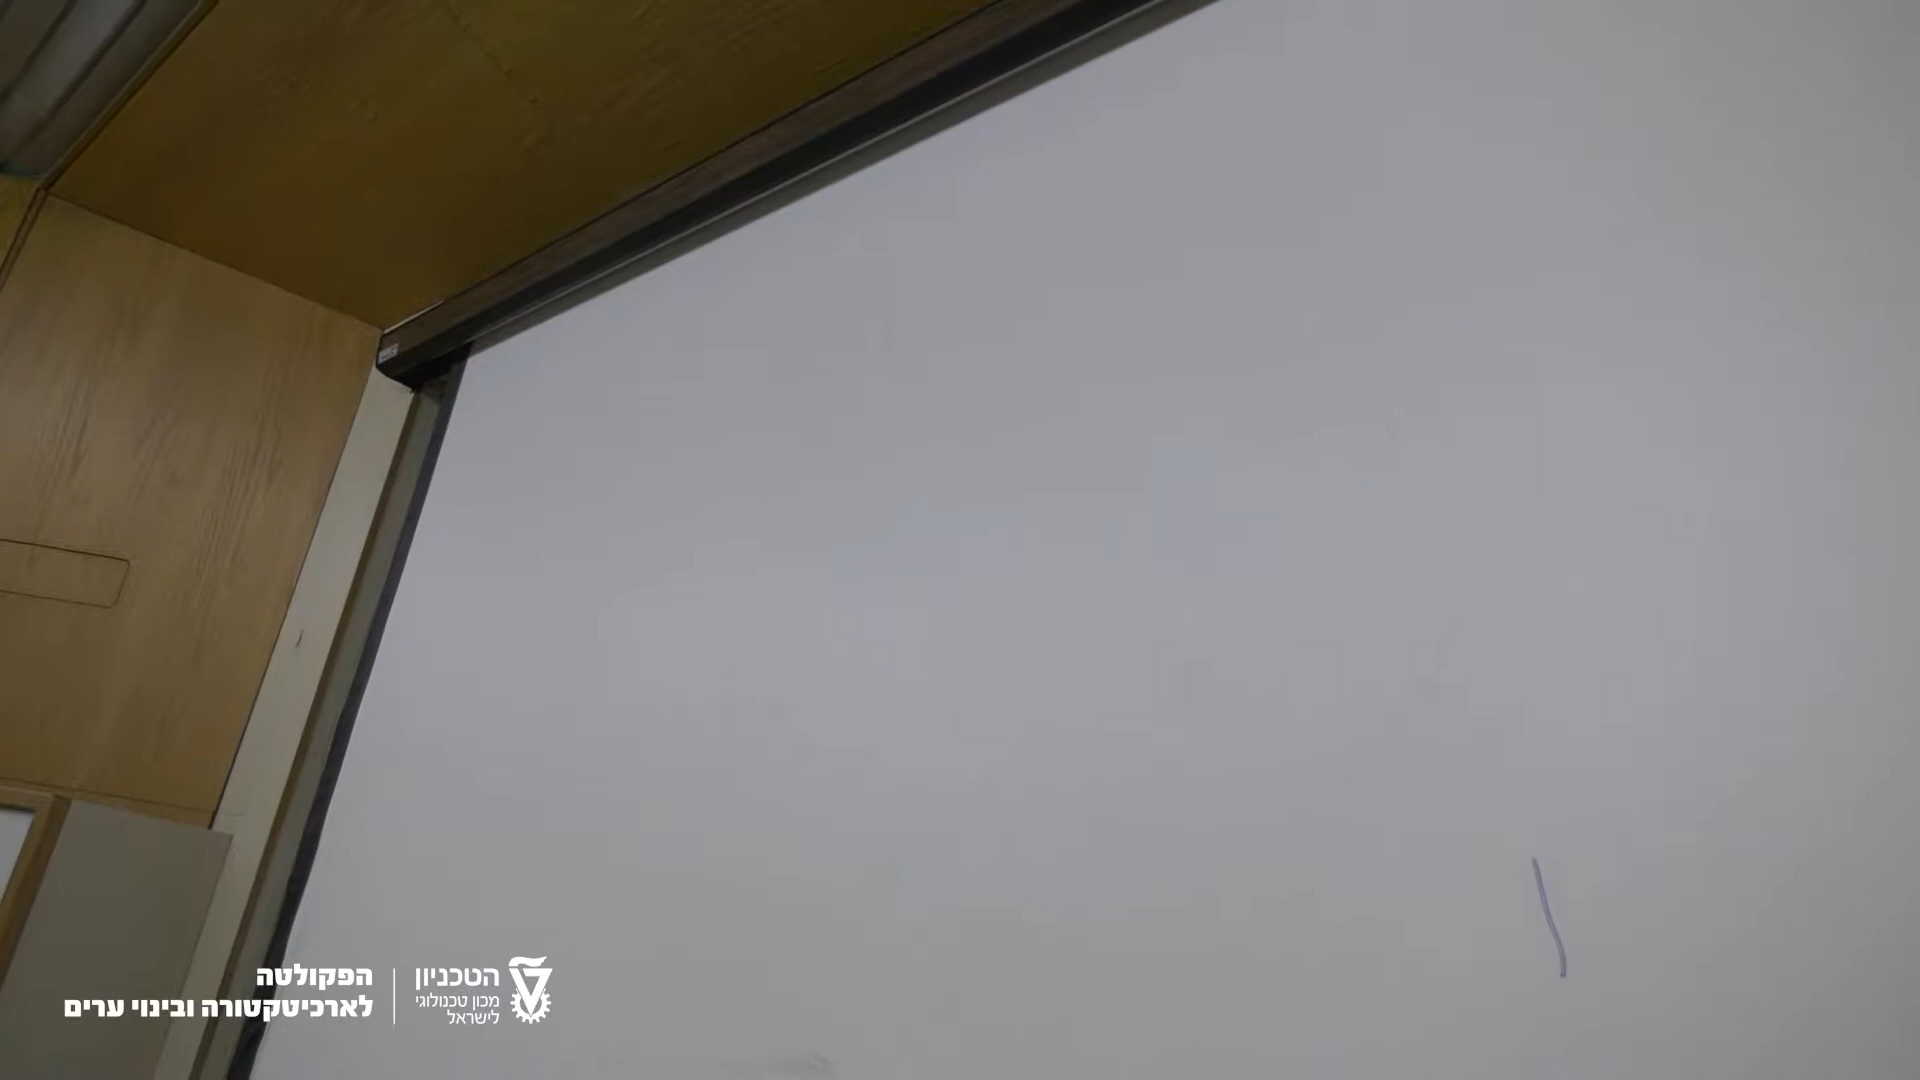 הטכניון
מכון טכנולוגי
לישראל
הפקולטה
לארכיטקטורה ובינוי ערים